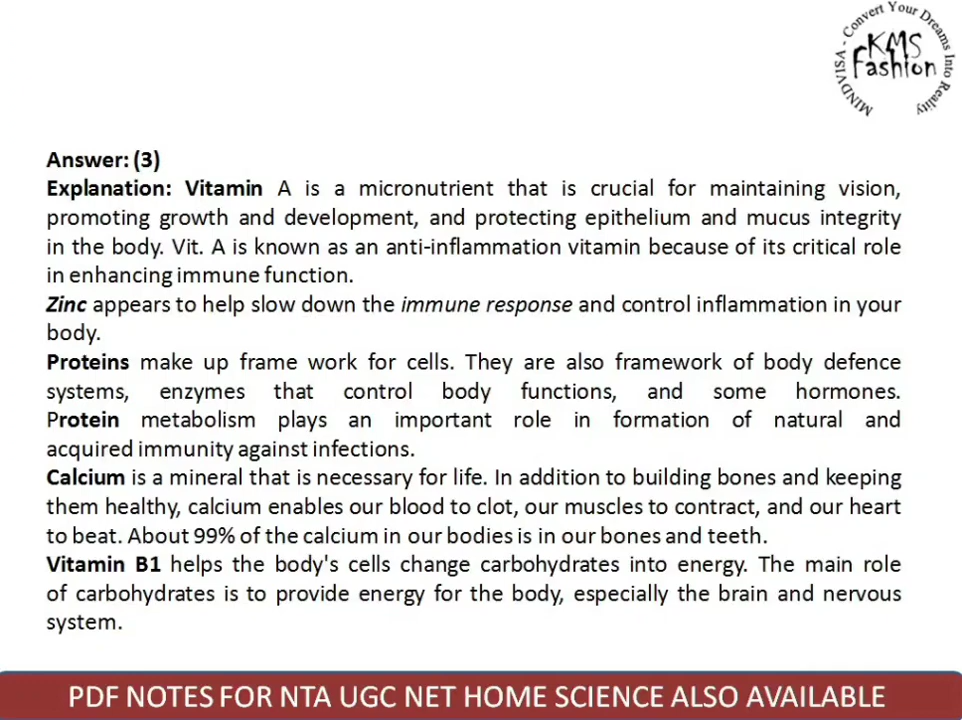 MINDVISA - Convert Your Dreams Into Reality
KMS
Fashion
Answer: (3)
Explanation: Vitamin A is a micronutrient that is crucial for maintaining vision,
promoting growth and development, and protecting epithelium and mucus integrity
in the body. Vit. A is known as an anti-inflammation vitamin because of its critical role
in enhancing immune function.
Zinc appears to help slow down the immune response and control inflammation in your
body.
Proteins make up frame work for cells. They are also framework of body defence
systems, enzymes that control body functions, and some hormones.
Protein metabolism plays an important role in formation of natural and
acquired immunity against infections.
Calcium is a mineral that is necessary for life. In addition to building bones and keeping
them healthy, calcium enables our blood to clot, our muscles to contract, and our heart
to beat. About 99% of the calcium in our bodies is in our bones and teeth.
Vitamin B1 helps the body's cells change carbohydrates into energy. The main role
of carbohydrates is to provide energy for the body, especially the brain and nervous
system.
PDF NOTES FOR NTA UGC NET HOME SCIENCE ALSO AVAILABLE